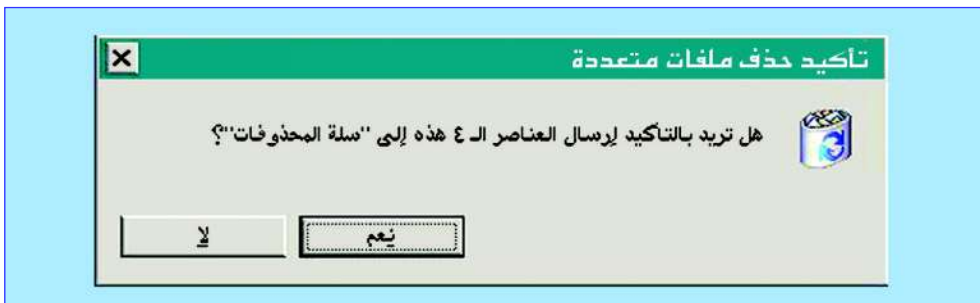 تأكيد حذف ملفات متعددة
هل تريد بالتأكيد إرسال العناصر الـ ٤ هذه إلى "سلة المحذوفات"؟
نعم
لا